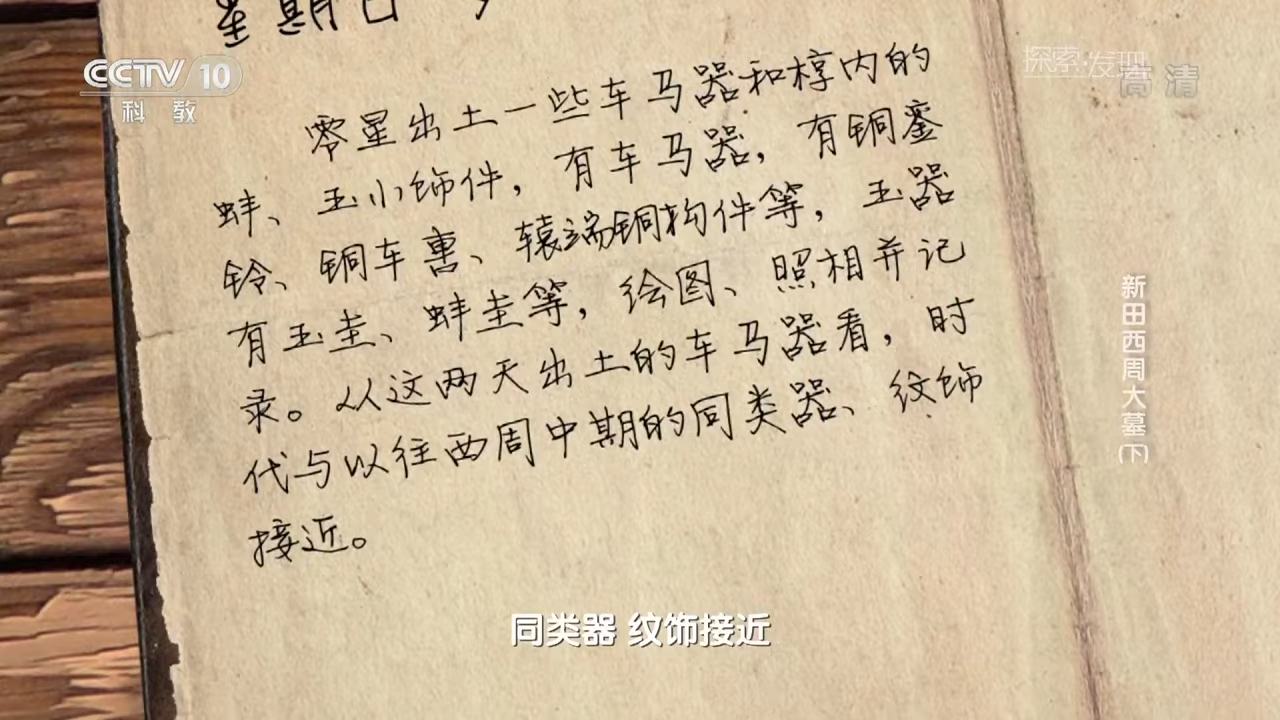 星期日
CCTV 10
科教
探索·发现
高清
零星出土一些车马器和椁内的
蚌、玉小饰件，有车马器，有铜銮
铃、铜车軎、辕端铜构件等，玉器
有玉圭、蚌圭等，绘图、照相并记
录。从这两天出土的车马器看，时
代与以往西周中期的同类器、纹饰
接近。
新田西周大墓(下)
同类器 纹饰接近